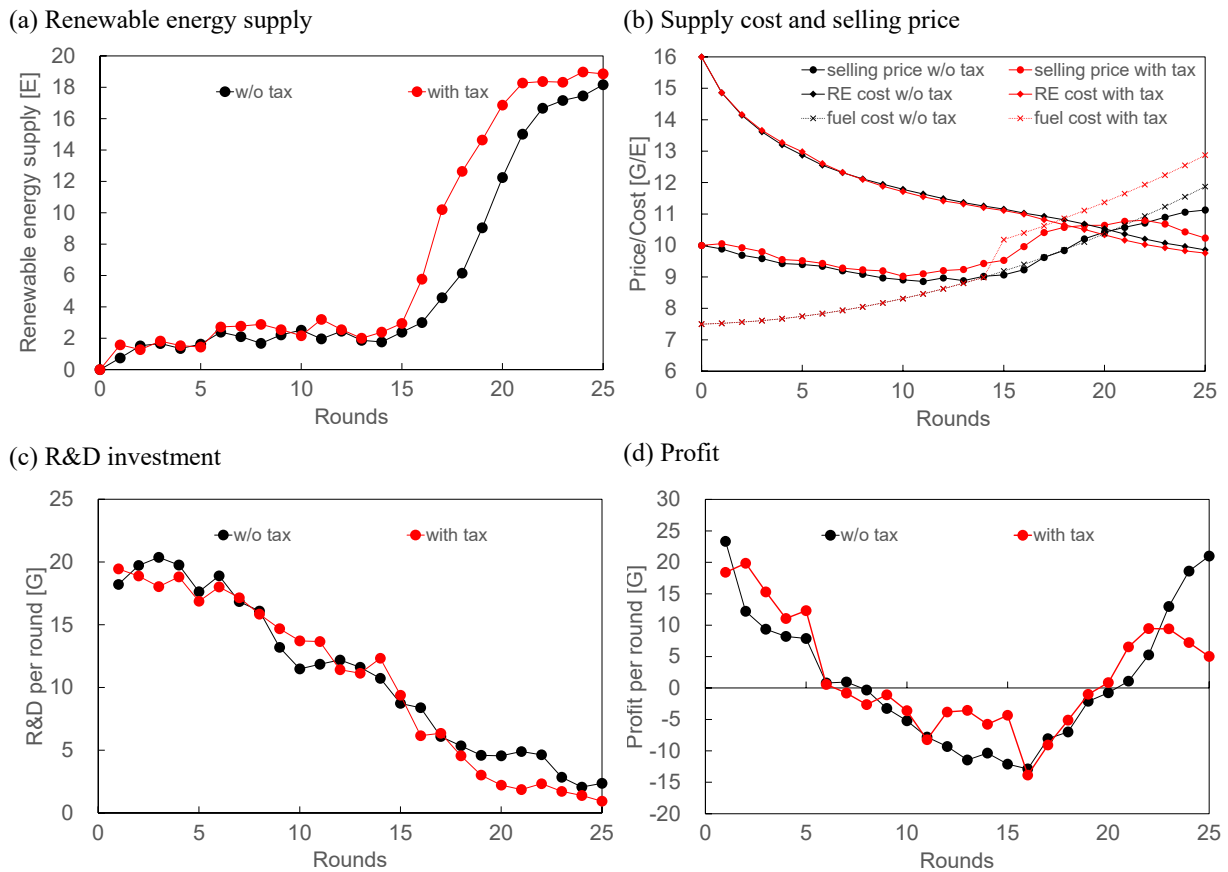 (a) Renewable energy supply
Renewable energy supply [E]
20
18
16
14
12
10
8
6
4
2
0
w/o tax with tax
0 5 10 15 20 25
Rounds
(b) Supply cost and selling price
Price/Cost [G/E]
16
15
14
13
12
11
10
9
8
7
6
selling price w/o tax selling price with tax
RE cost w/o tax RE cost with tax
fuel cost w/o tax fuel cost with tax
0 5 10 15 20 25
Rounds
(c) R&D investment
R&D per round [G]
25
20
15
10
5
0
w/o tax with tax
0 5 10 15 20 25
Rounds
(d) Profit
Profit per round [G]
30
25
20
15
10
5
0
-5
-10
-15
-20
w/o tax with tax
0 5 10 15 20 25
Rounds